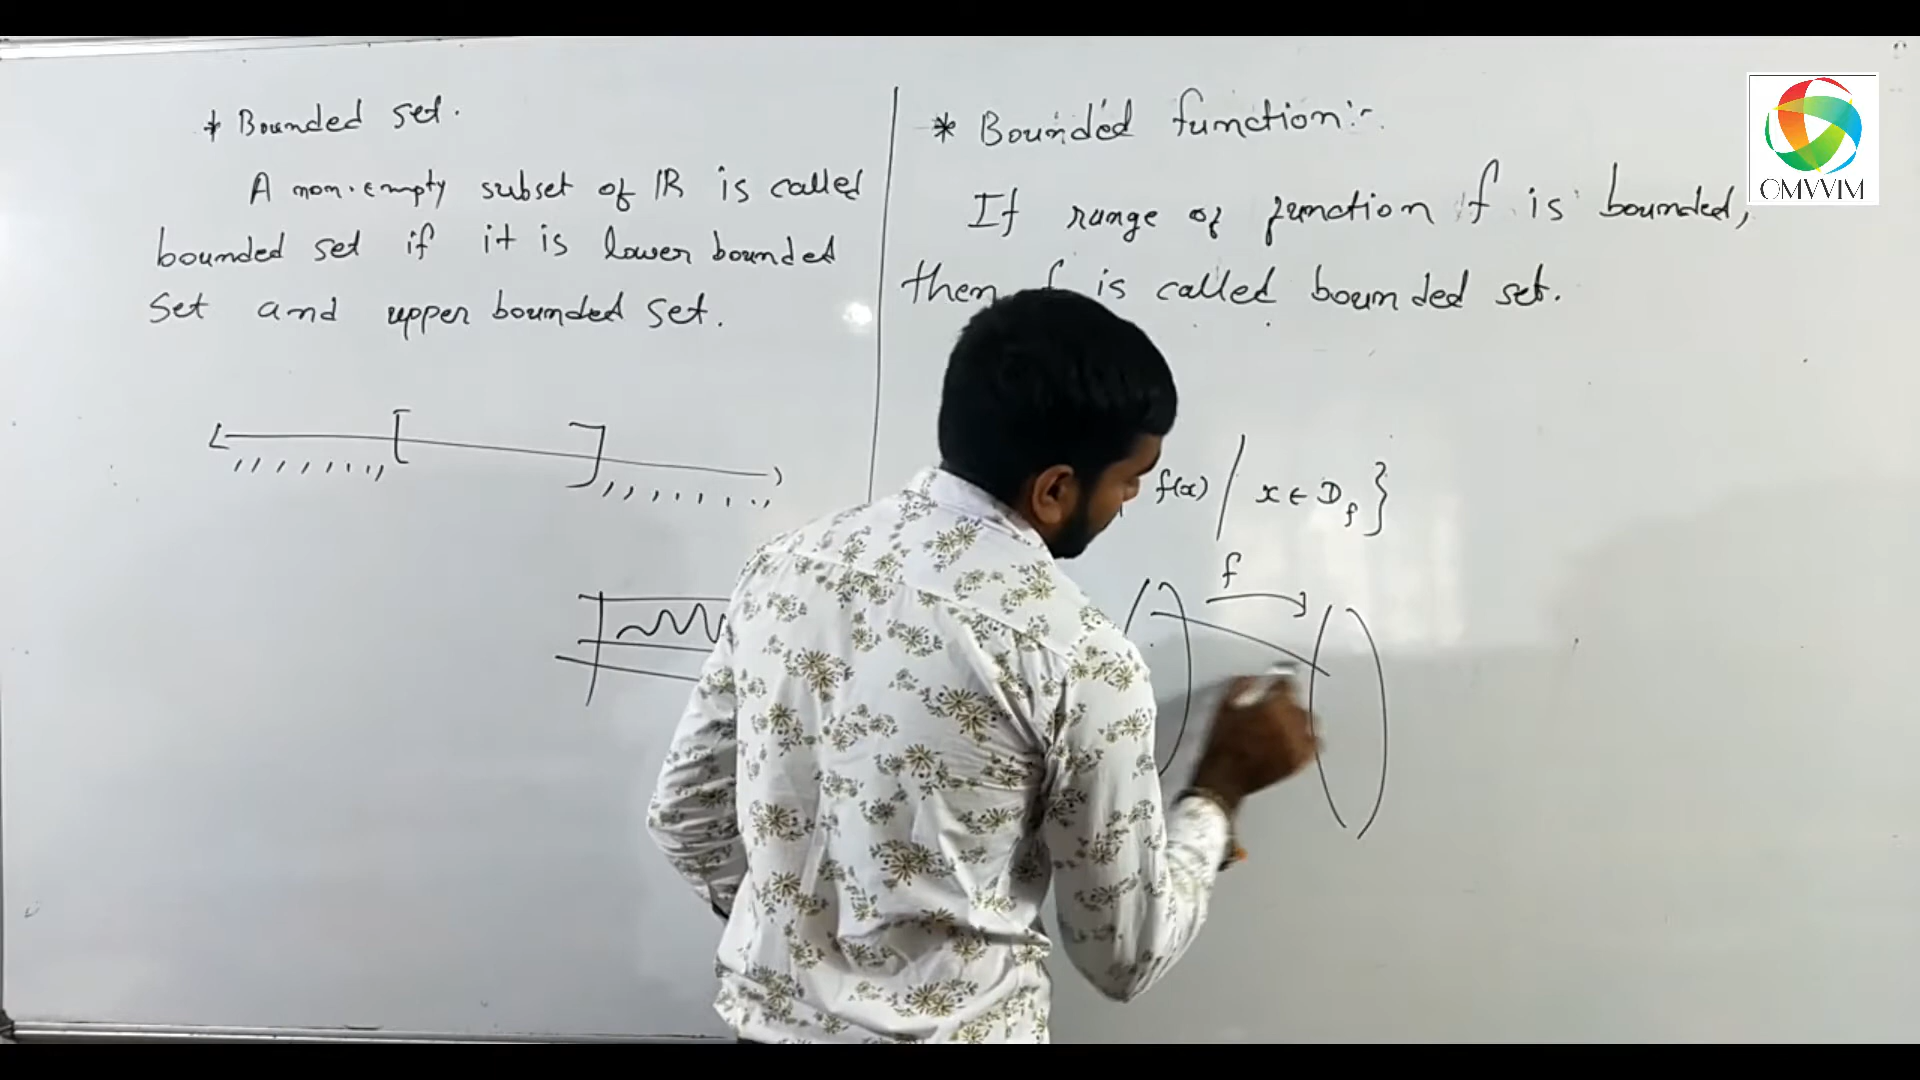 * Bounded set.
A non-empty subset of IR is called
bounded set if it is lower bounded
set and upper bounded set.
* Bounded function:-
If range of function f is bounded,
then f is called bounded set.
f(x) / x ∈ D_f }
f
OMVVIM